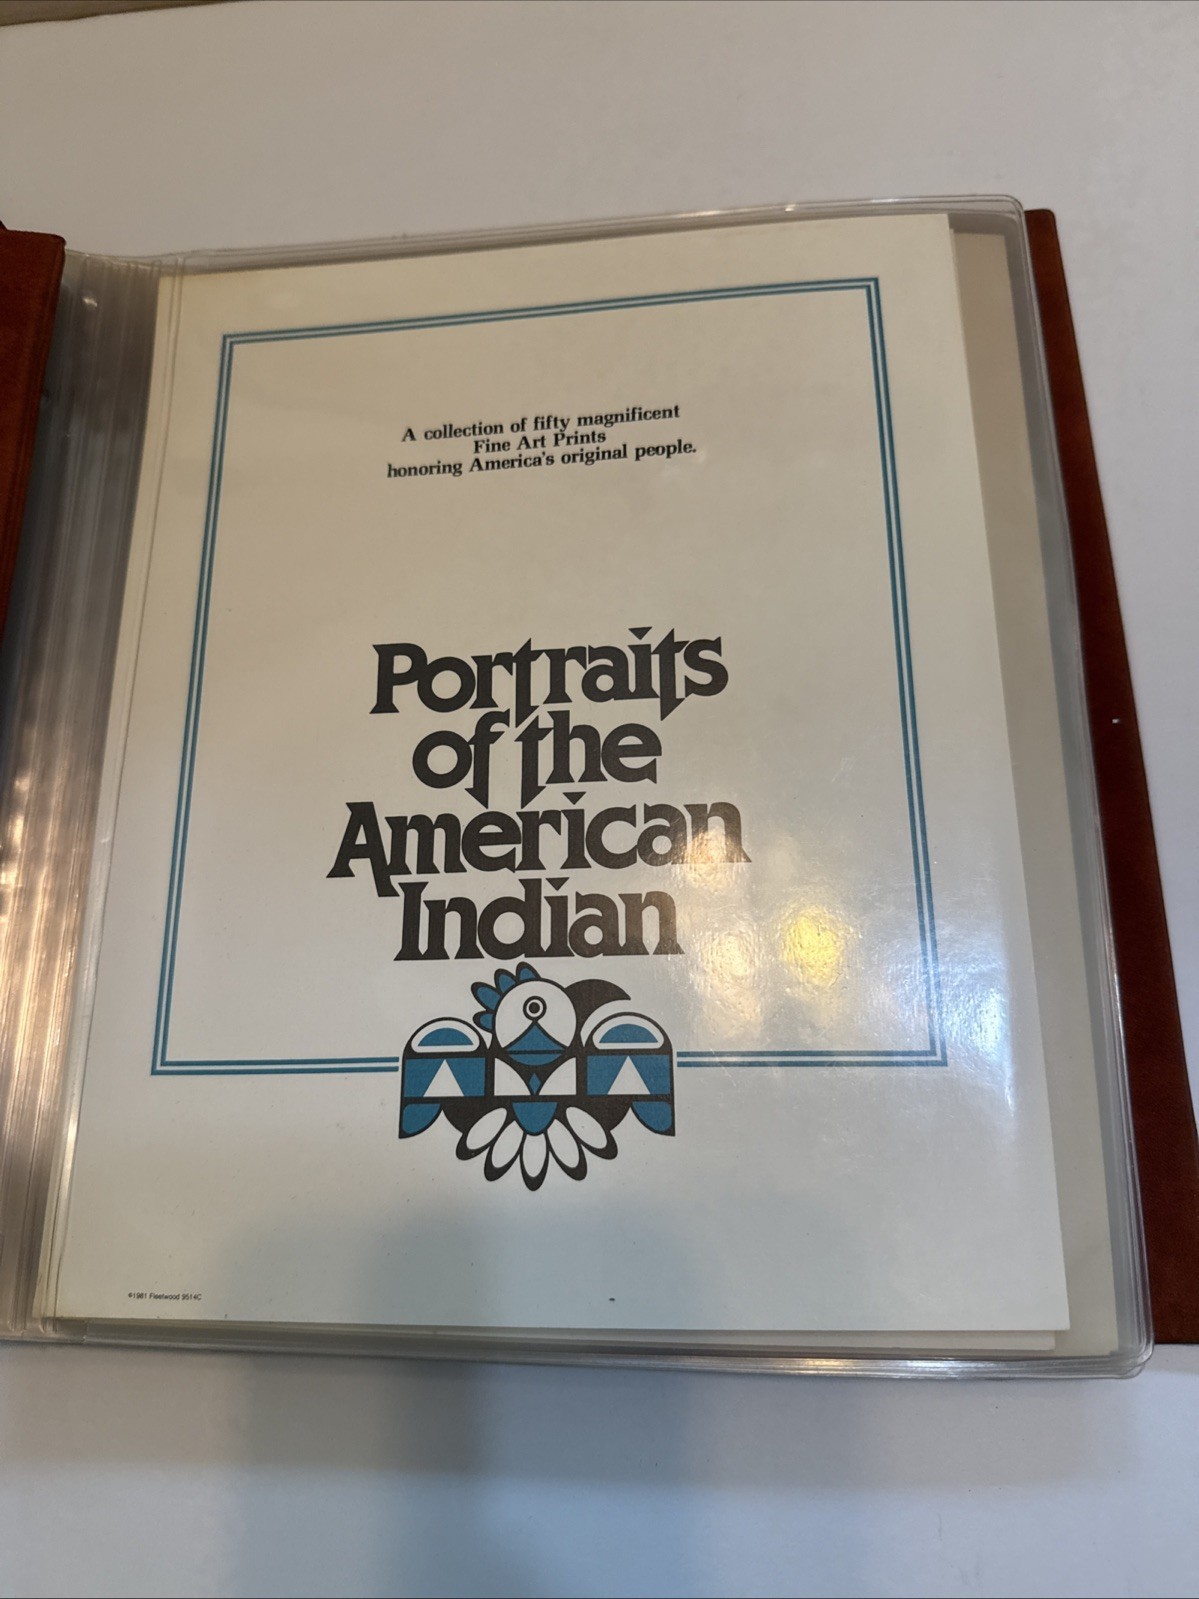 A collection of fifty magnificent
Fine Art Prints
honoring America's original people.
Portraits
of the
American
Indian
©1981 Fleetwood 9514C